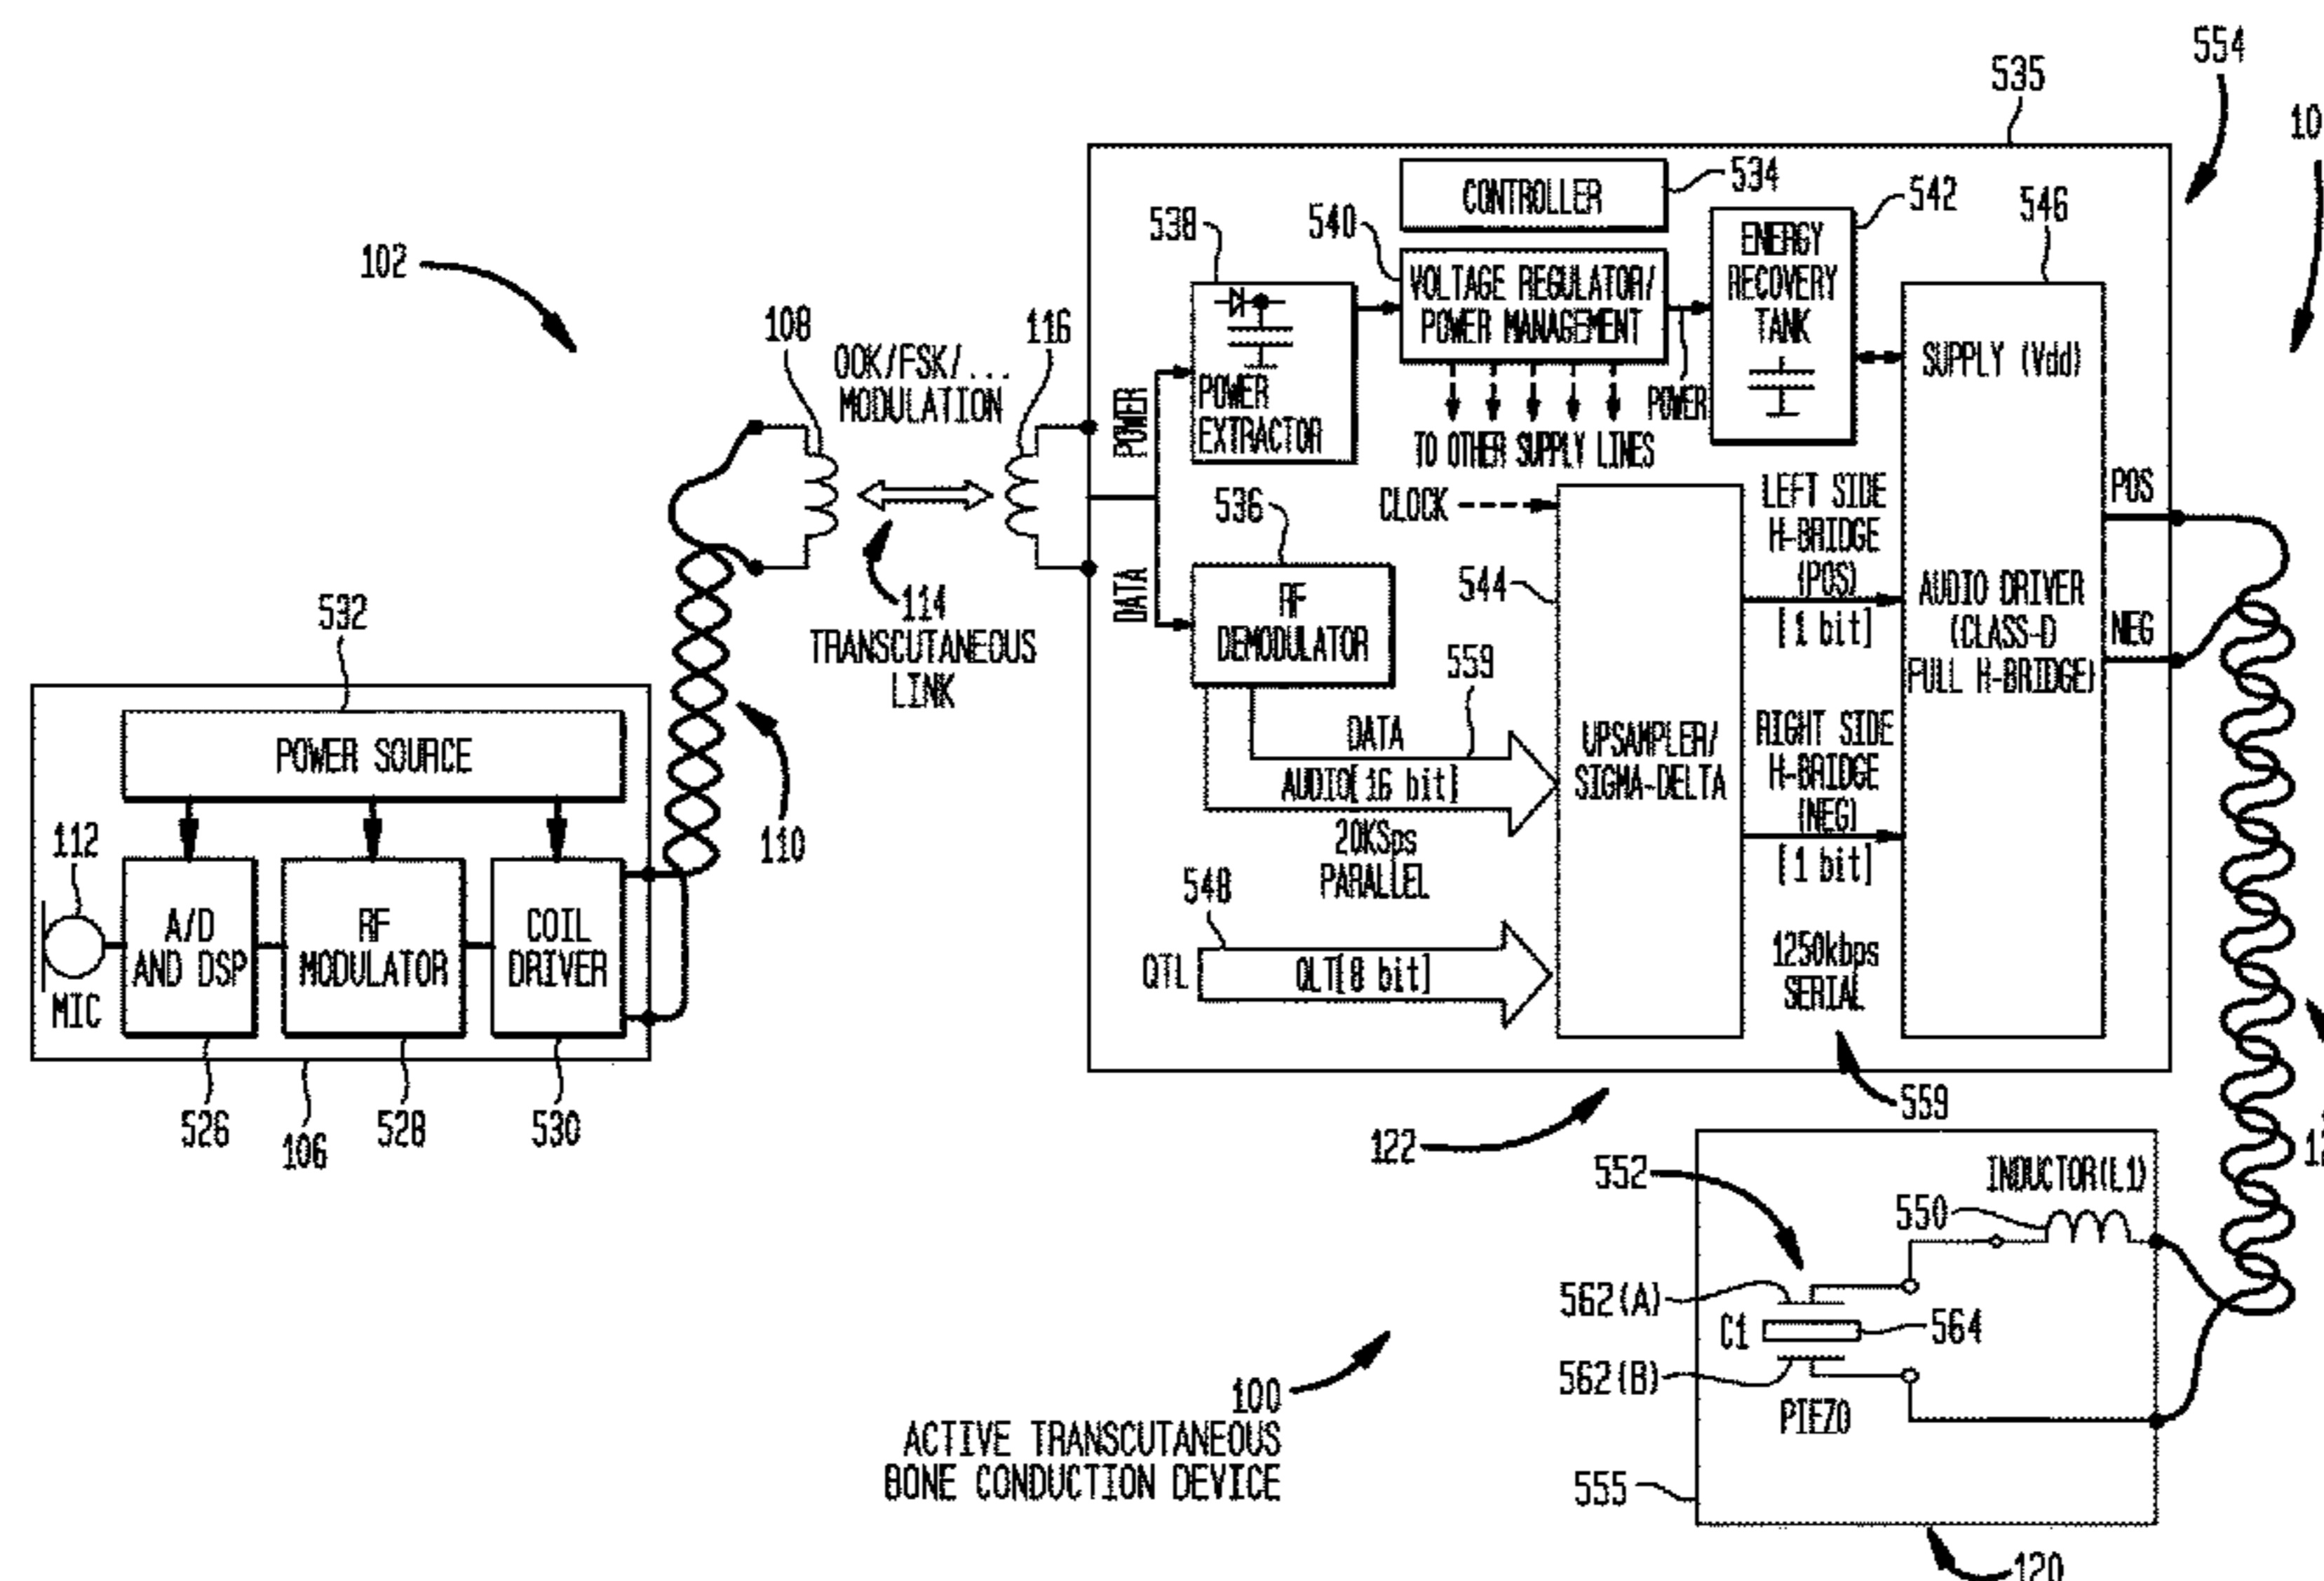 554
535
10
CONTROLLER
534
542
546
538
540
ENERGY
RECOVERY
TANK
102
VOLTAGE REGULATOR/
POWER MANAGEMENT
108
116
OOK/FSK/...
MODULATION
SUPPLY (Vdd)
POWER
POWER
EXTRACTOR
POWER
TO OTHER SUPPLY LINES
536
CLOCK
LEFT SIDE
H-BRIDGE
(POS)
[1 bit]
POS
544
114
TRANSCUTANEOUS
LINK
DATA
RF
DEMODULATOR
AUDIO DRIVER
(CLASS-D
FULL H-BRIDGE)
NEG
532
559
POWER SOURCE
DATA
AUDIO[16 bit]
20KSps
PARALLEL
UPSAMPLER/
SIGMA-DELTA
RIGHT SIDE
H-BRIDGE
(NEG)
[1 bit]
110
112
MIC
A/D
AND DSP
RF
MODULATOR
COIL
DRIVER
548
QTL
QLT[8 bit]
1250kbps
SERIAL
559
526
106
528
530
122
552
INDUCTOR(L1)
550
562(A)
C1
564
562(B)
PIEZO
100
ACTIVE TRANSCUTANEOUS
BONE CONDUCTION DEVICE
555
120